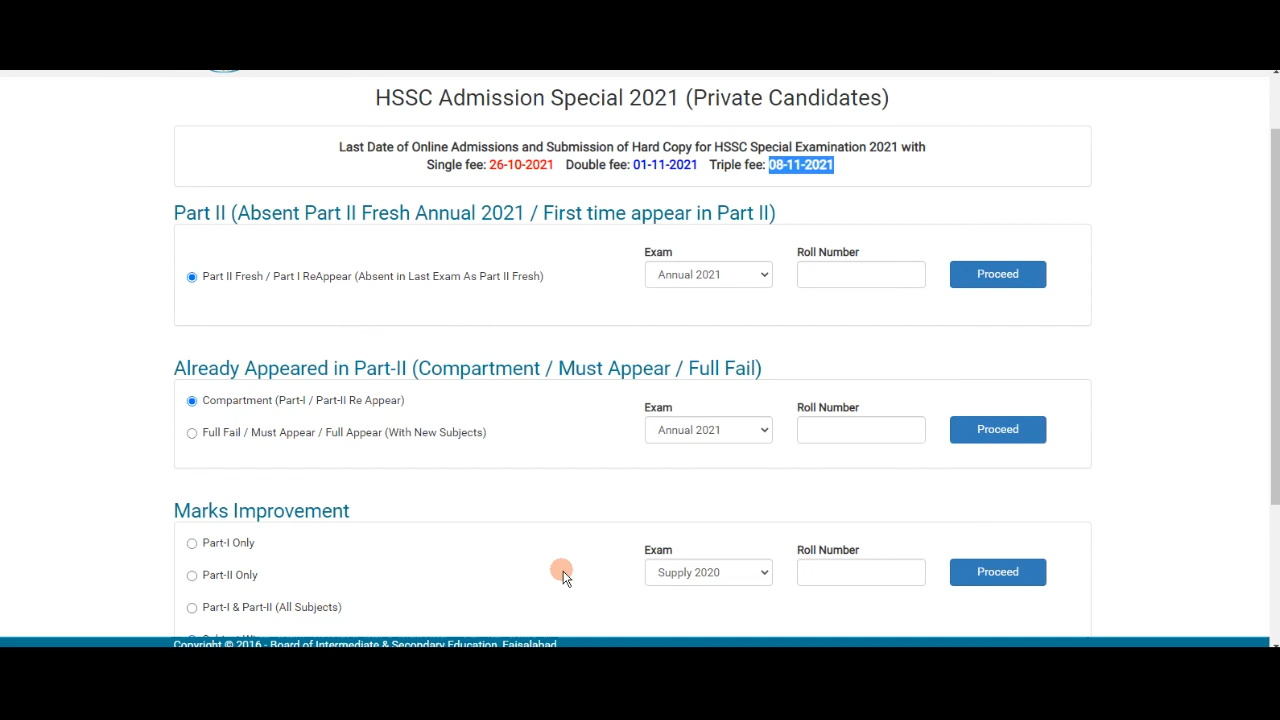 HSSC Admission Special 2021 (Private Candidates)
Last Date of Online Admissions and Submission of Hard Copy for HSSC Special Examination 2021 with
Single fee: 26-10-2021 Double fee: 01-11-2021 Triple fee: 08-11-2021
Part II (Absent Part II Fresh Annual 2021 / First time appear in Part II)
Exam Roll Number
Part II Fresh / Part I ReAppear (Absent in Last Exam As Part II Fresh) Annual 2021 Proceed
Already Appeared in Part-II (Compartment / Must Appear / Full Fail)
Compartment (Part-I / Part-II Re Appear)
Exam Roll Number
Full Fail / Must Appear / Full Appear (With New Subjects) Annual 2021 Proceed
Marks Improvement
Part-I Only
Exam Roll Number
Part-II Only Supply 2020 Proceed
Part-I & Part-II (All Subjects)
Copyright © 2016 - Board of Intermediate & Secondary Education, Faisalabad